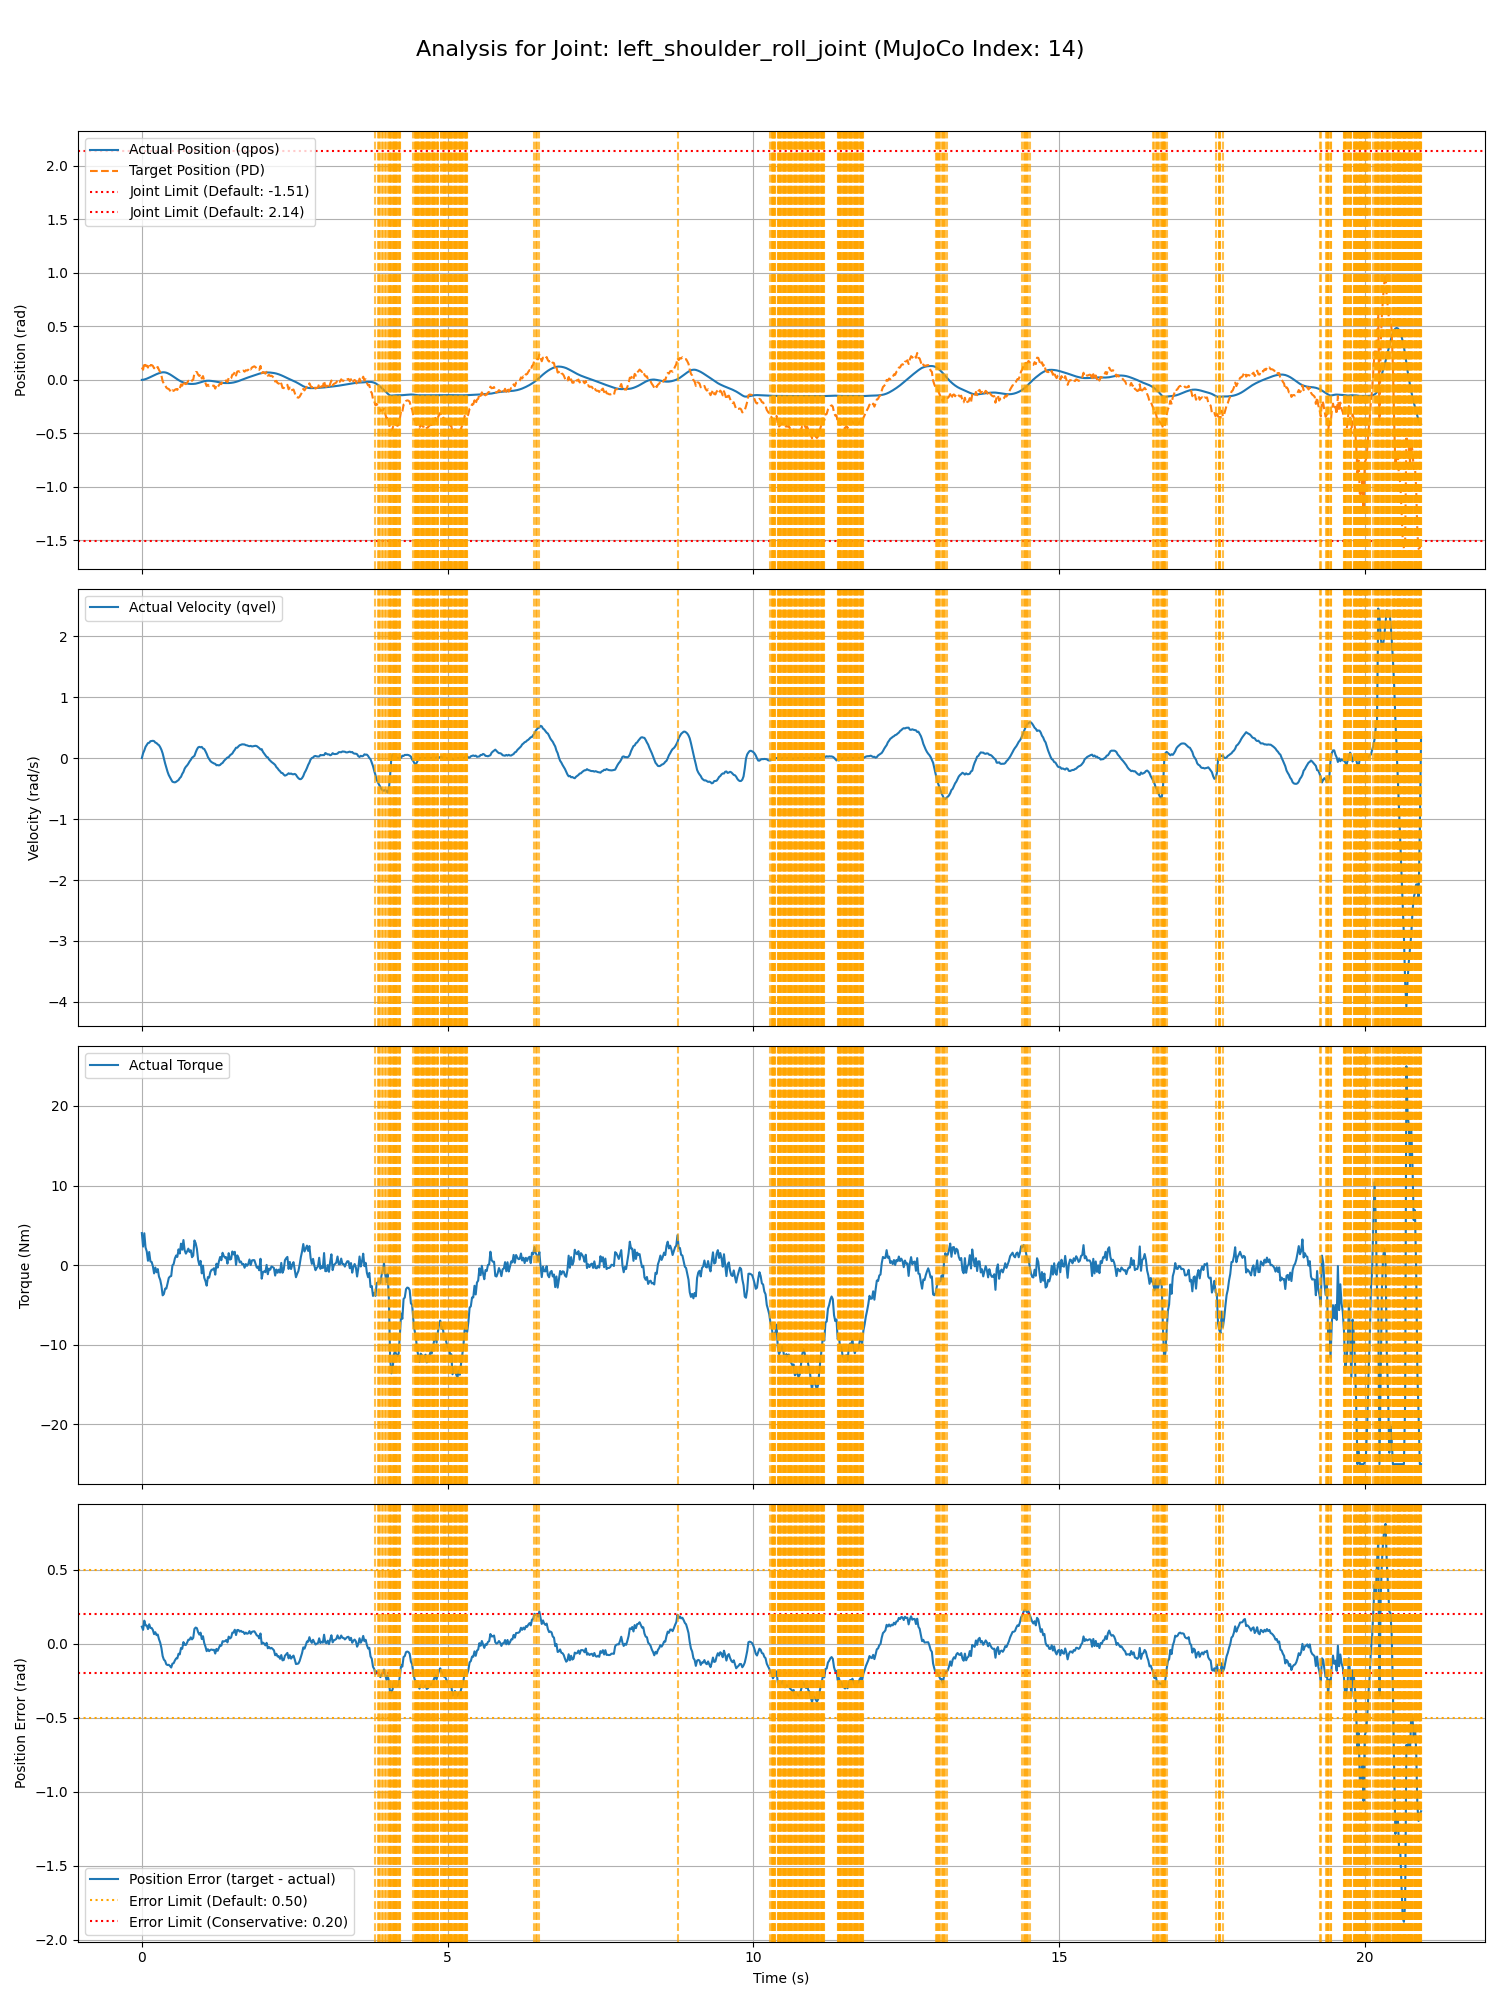 Analysis for Joint: left_shoulder_roll_joint (MuJoCo Index: 14)
Actual Position (qpos)
Target Position (PD)
Joint Limit (Default: -1.51)
Joint Limit (Default: 2.14)
Position (rad)
2.0
1.5
1.0
0.5
0.0
−0.5
−1.0
−1.5
Actual Velocity (qvel)
Velocity (rad/s)
2
1
0
−1
−2
−3
−4
Actual Torque
Torque (Nm)
20
10
0
−10
−20
Position Error (rad)
0.5
0.0
−0.5
−1.0
−1.5
−2.0
Position Error (target - actual)
Error Limit (Default: 0.50)
Error Limit (Conservative: 0.20)
0 5 10 15 20
Time (s)